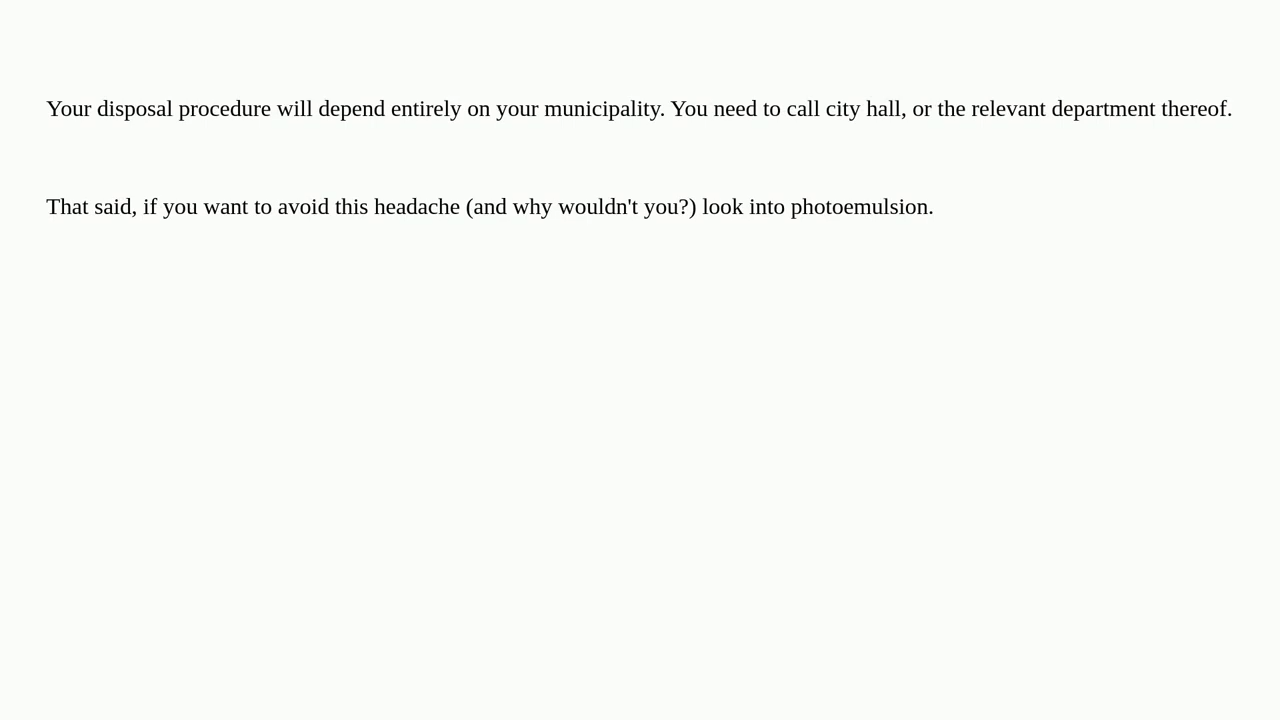 Your disposal procedure will depend entirely on your municipality. You need to call city hall, or the relevant department thereof.
That said, if you want to avoid this headache (and why wouldn't you?) look into photoemulsion.